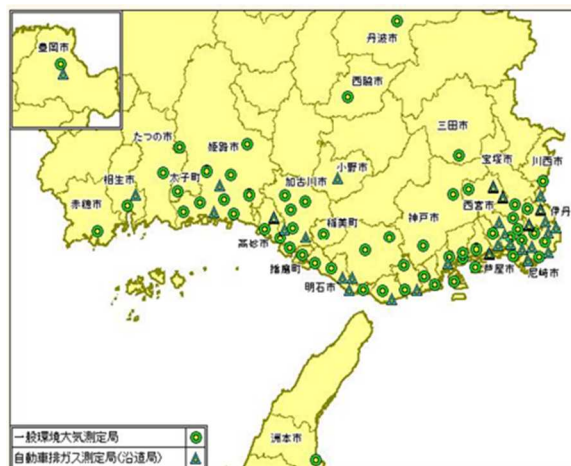 豊岡市
丹波市
西脇市
三田市
たつの市
姫路市
宝塚市
川西市
太子町
小野市
相生市
加古川市
赤穂市
西宮市
伊丹
稲美町
神戸市
高砂市
播磨町
芦屋市
尼崎市
明石市
洲本市
一般環境大気測定局
自動車排ガス測定局(沿道局)